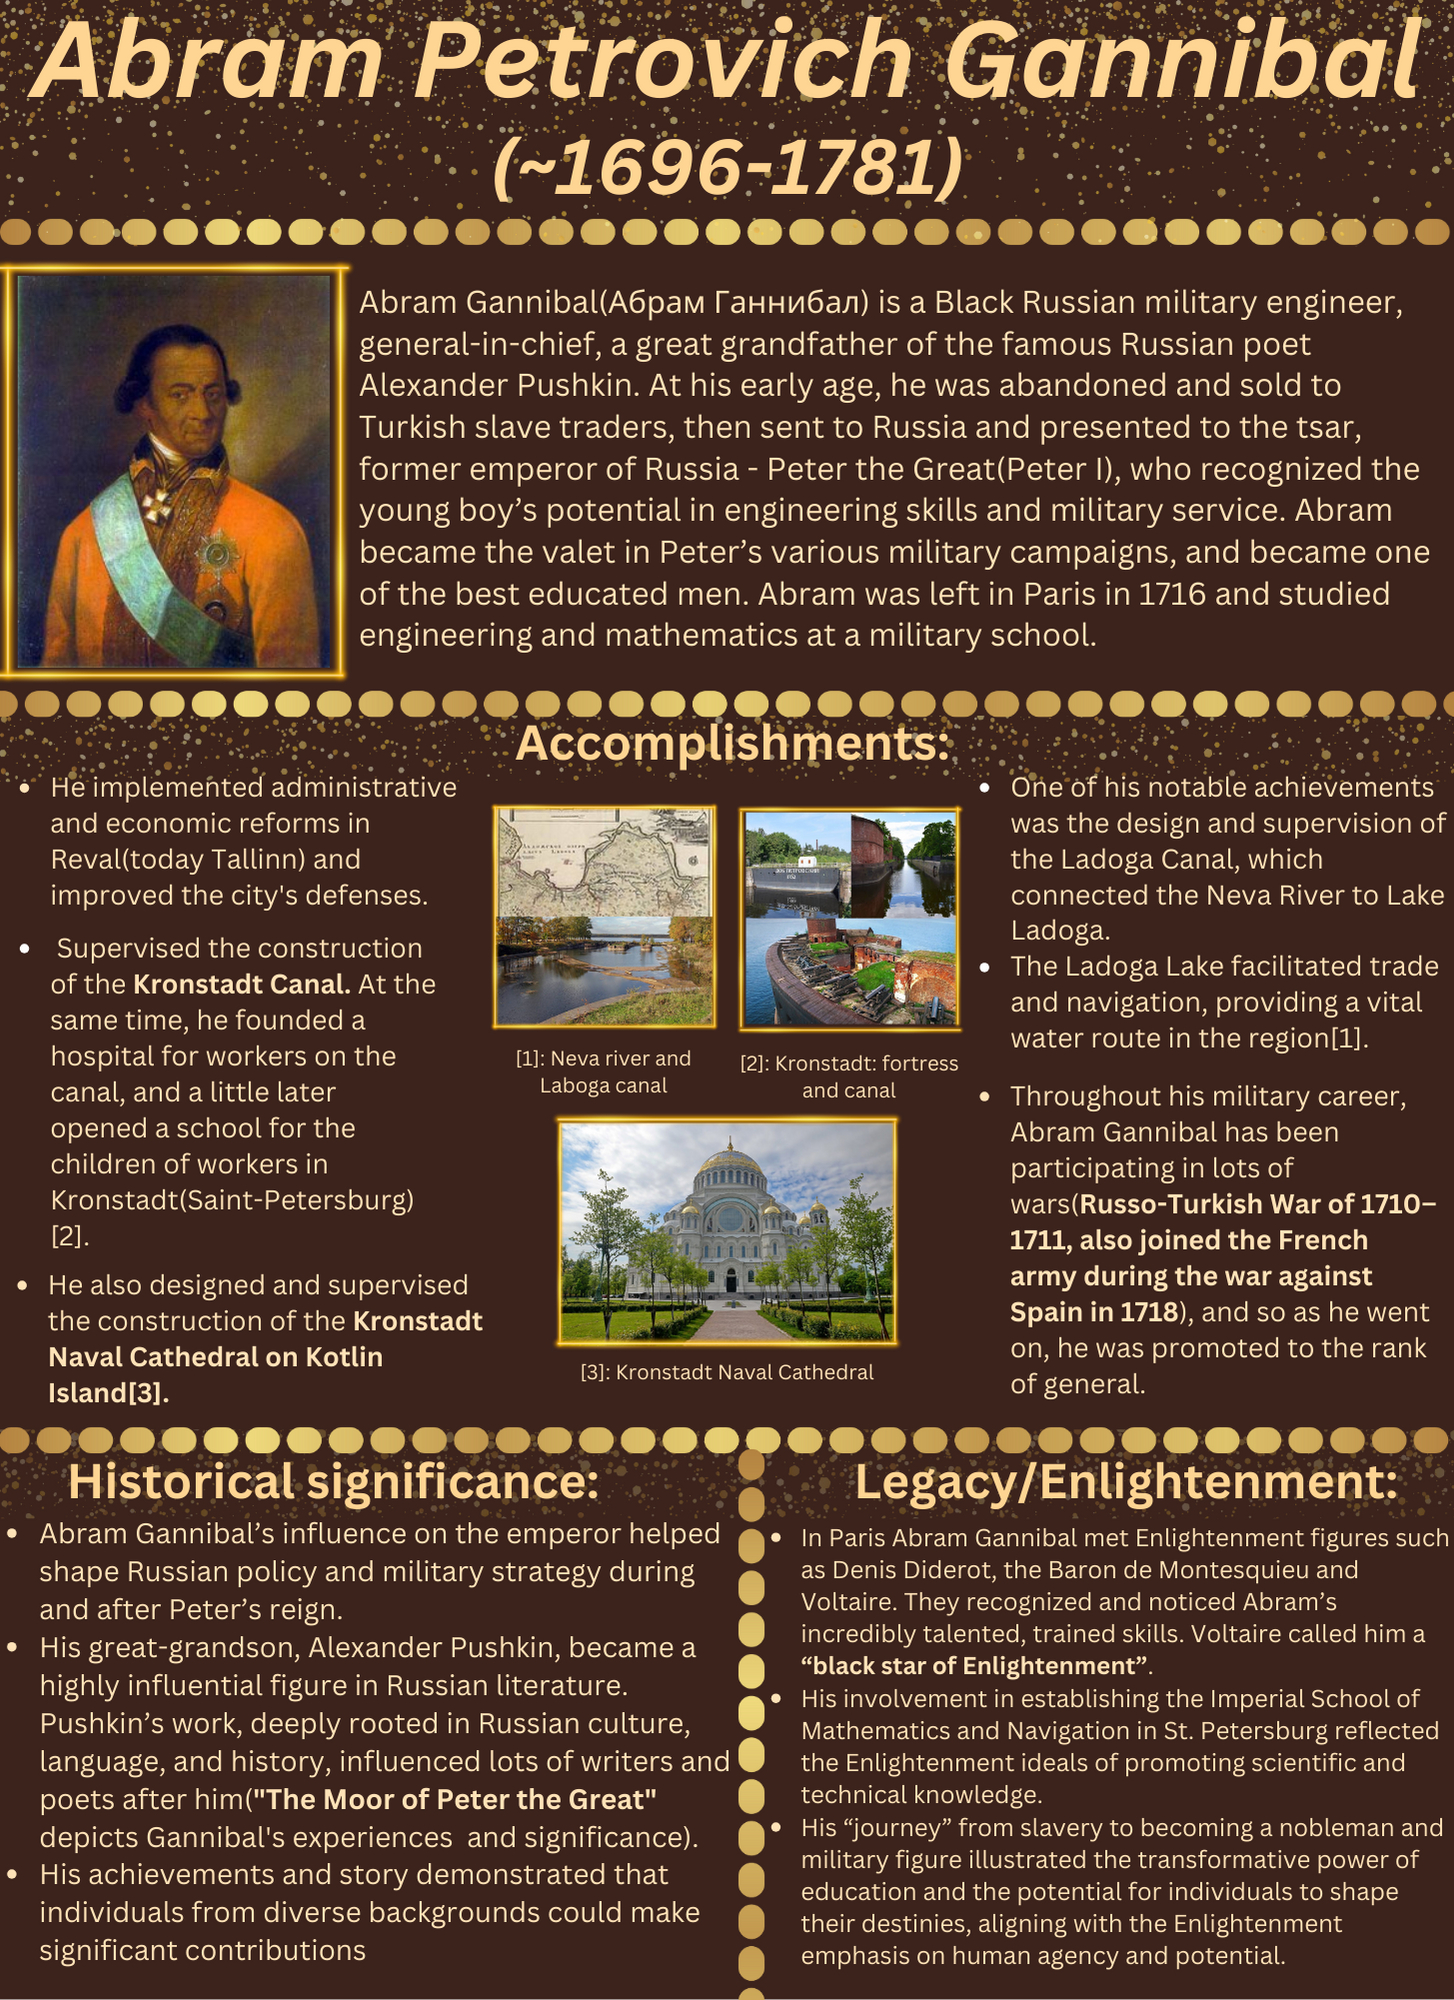 Abram Petrovich Gannibal
(~1696-1781)
Abram Gannibal(Абрам Ганнибал) is a Black Russian military engineer,
general-in-chief, a great grandfather of the famous Russian poet
Alexander Pushkin. At his early age, he was abandoned and sold to
Turkish slave traders, then sent to Russia and presented to the tsar,
former emperor of Russia - Peter the Great(Peter I), who recognized the
young boy’s potential in engineering skills and military service. Abram
became the valet in Peter’s various military campaigns, and became one
of the best educated men. Abram was left in Paris in 1716 and studied
engineering and mathematics at a military school.
Accomplishments:
• He implemented administrative
and economic reforms in
Reval(today Tallinn) and
improved the city's defenses.
• Supervised the construction
of the Kronstadt Canal. At the
same time, he founded a
hospital for workers on the
canal, and a little later
opened a school for the
children of workers in
Kronstadt(Saint-Petersburg)
[2].
• He also designed and supervised
the construction of the Kronstadt
Naval Cathedral on Kotlin
Island[3].
[1]: Neva river and
Laboga canal
[2]: Kronstadt: fortress
and canal
[3]: Kronstadt Naval Cathedral
• One of his notable achievements
was the design and supervision of
the Ladoga Canal, which
connected the Neva River to Lake
Ladoga.
• The Ladoga Lake facilitated trade
and navigation, providing a vital
water route in the region[1].
• Throughout his military career,
Abram Gannibal has been
participating in lots of
wars(Russo-Turkish War of 1710–
1711, also joined the French
army during the war against
Spain in 1718), and so as he went
on, he was promoted to the rank
of general.
Historical significance:
• Abram Gannibal’s influence on the emperor helped
shape Russian policy and military strategy during
and after Peter’s reign.
• His great-grandson, Alexander Pushkin, became a
highly influential figure in Russian literature.
Pushkin’s work, deeply rooted in Russian culture,
language, and history, influenced lots of writers and
poets after him("The Moor of Peter the Great"
depicts Gannibal's experiences  and significance).
• His achievements and story demonstrated that
individuals from diverse backgrounds could make
significant contributions
Legacy/Enlightenment:
• In Paris Abram Gannibal met Enlightenment figures such
as Denis Diderot, the Baron de Montesquieu and
Voltaire. They recognized and noticed Abram’s
incredibly talented, trained skills. Voltaire called him a
“black star of Enlightenment”.
• His involvement in establishing the Imperial School of
Mathematics and Navigation in St. Petersburg reflected
the Enlightenment ideals of promoting scientific and
technical knowledge.
• His “journey” from slavery to becoming a nobleman and
military figure illustrated the transformative power of
education and the potential for individuals to shape
their destinies, aligning with the Enlightenment
emphasis on human agency and potential.